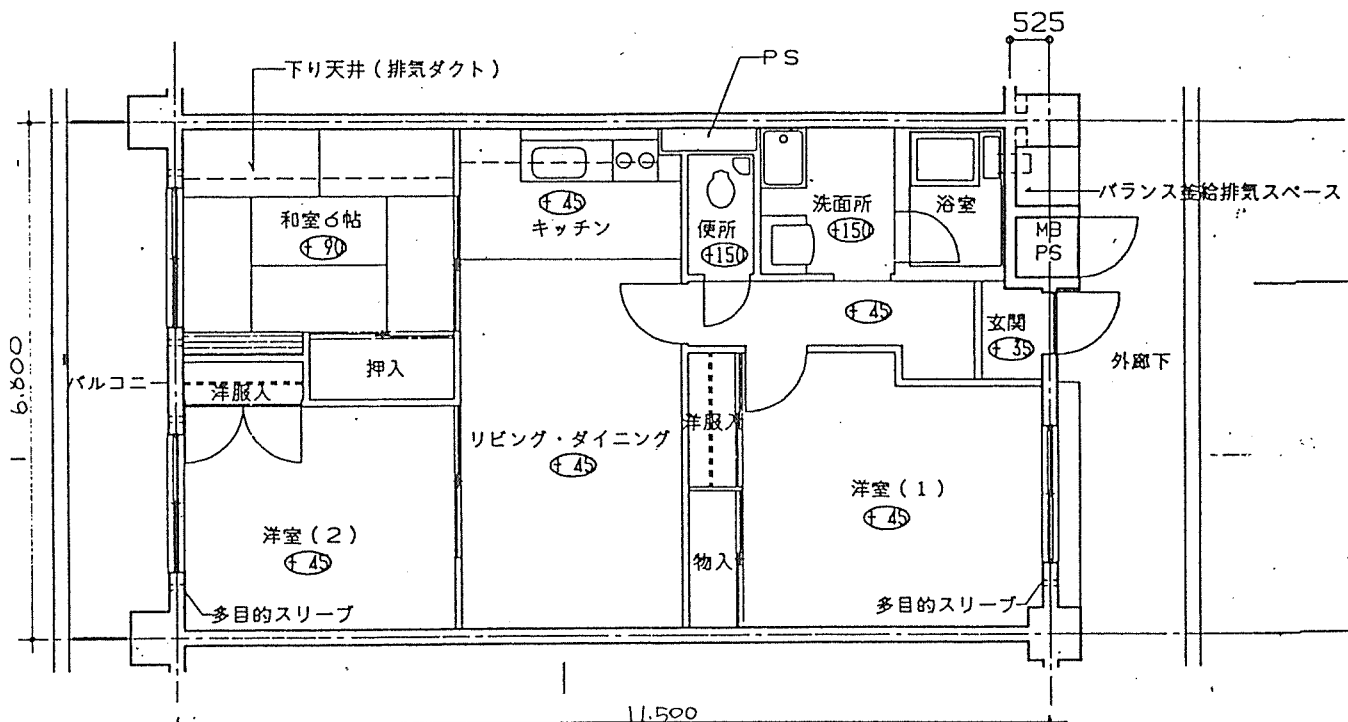 525
下り天井(排気ダクト)
PS
バランス釜給排気スペース
和室6帖
+90
+45
キッチン
便所
+150
洗面所
+150
浴室
MB
PS
+45
玄関
+35
外廊下
6.800
バルコニー
洋服入
押入
洋服入
リビング・ダイニング
+45
洋室(1)
+45
洋室(2)
+45
物入
多目的スリーブ
多目的スリーブ
11.500